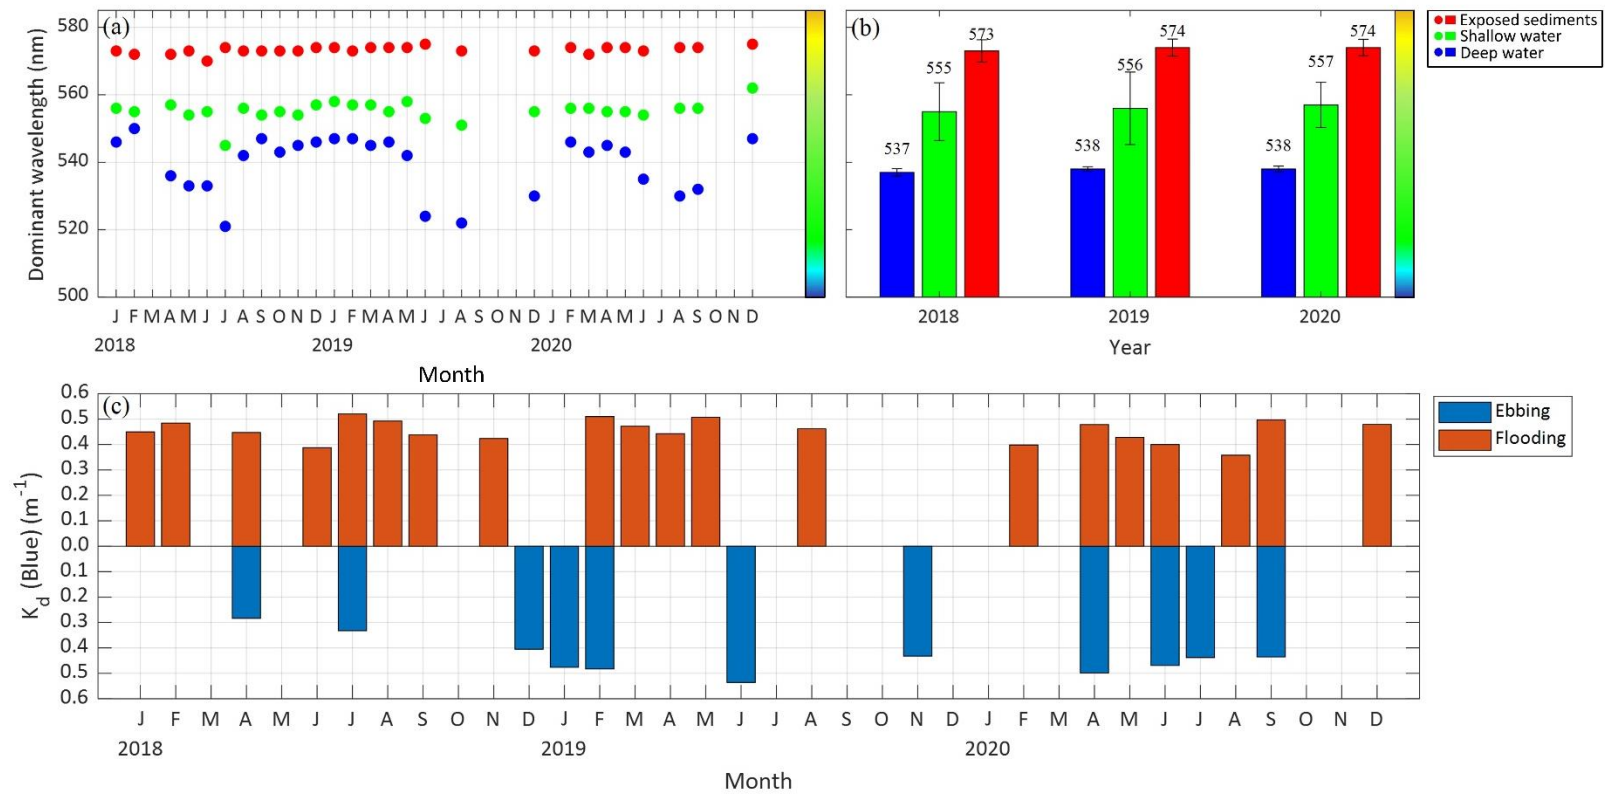 (a)
Dominant wavelength (nm)
580
560
540
520
500
J F M A M J J A S O N D J F M A M J J A S O N D J F M A M J J A S O N D
2018 2019 2020
Month
(b)
537 555 573
538 556 574
538 557 574
2018 2019 2020
Year
Exposed sediments
Shallow water
Deep water
(c)
K_d (Blue) (m^-1)
0.6
0.5
0.4
0.3
0.2
0.1
0.0
0.1
0.2
0.3
0.4
0.5
0.6
J F M A M J J A S O N D J F M A M J J A S O N D J F M A M J J A S O N D
2018 2019 2020
Month
Ebbing
Flooding